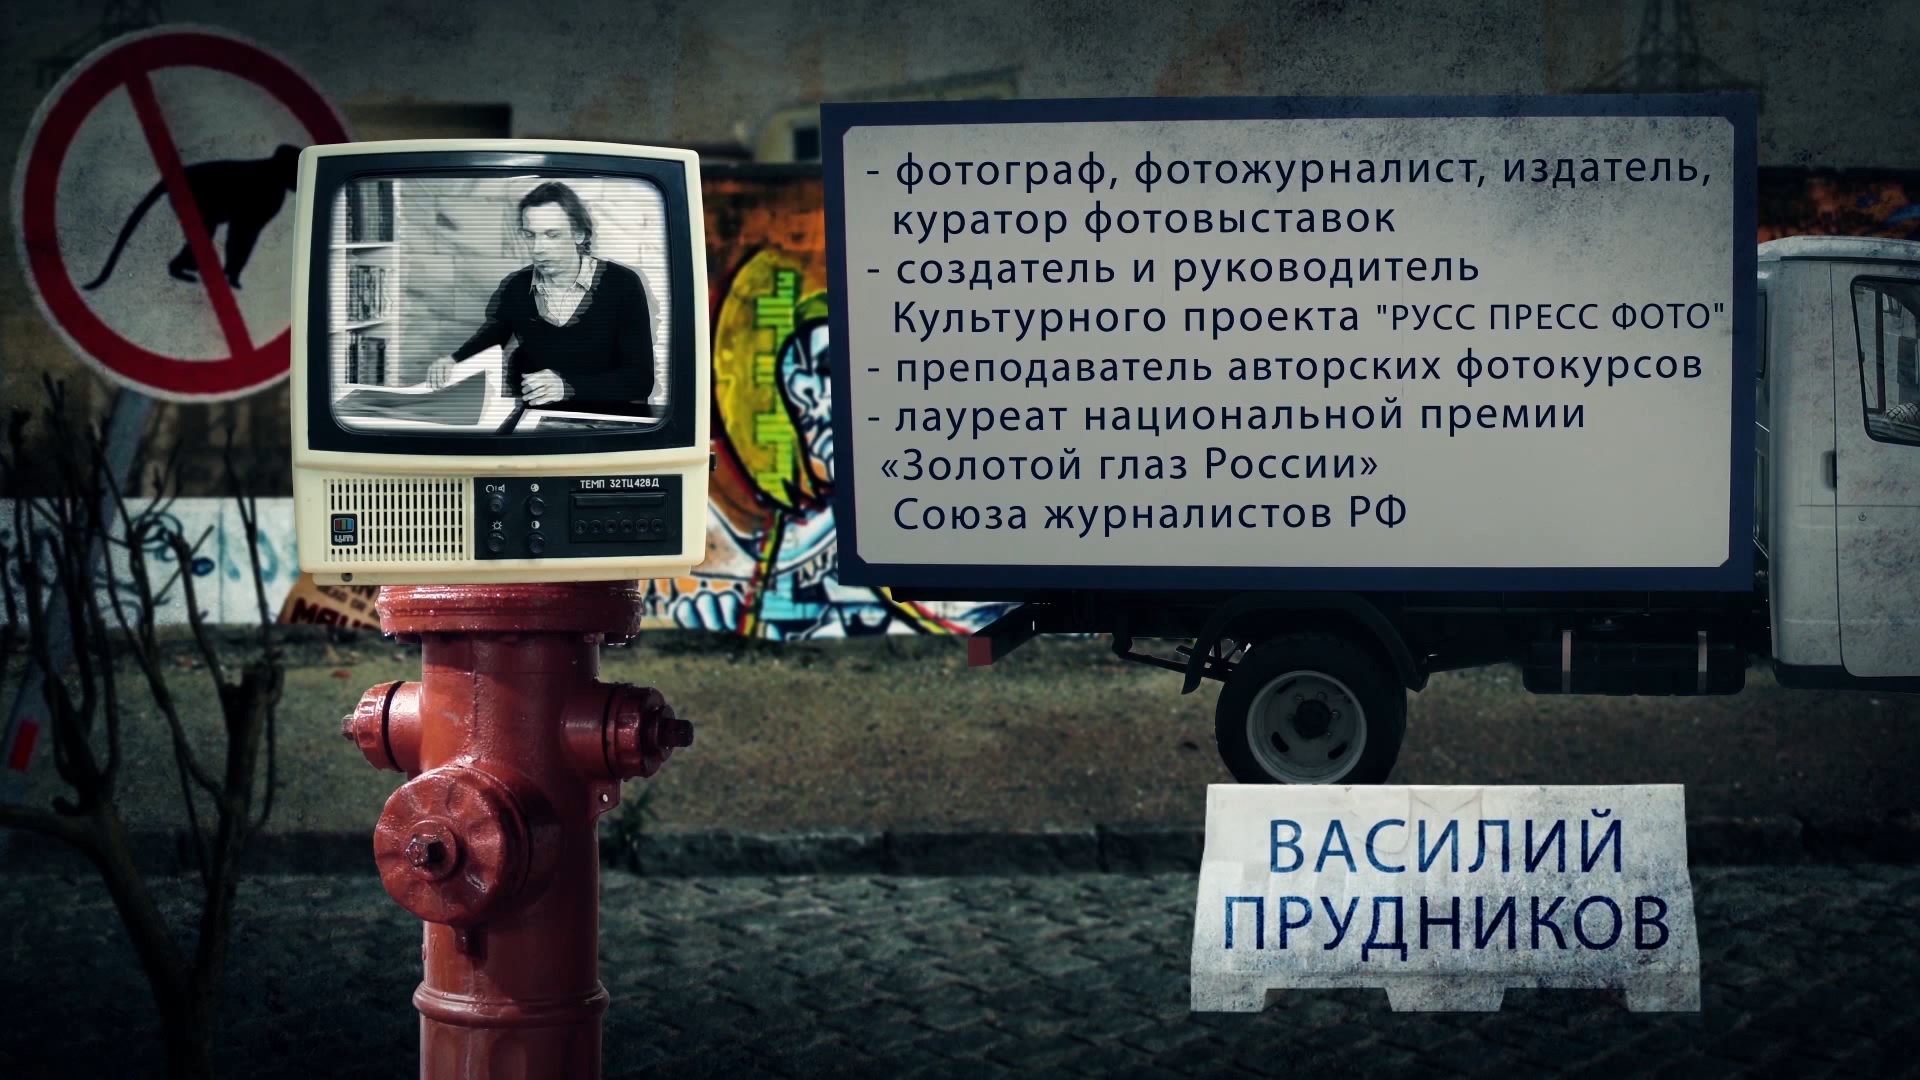 - фотограф, фотожурналист, издатель,
куратор фотовыставок
- создатель и руководитель
Культурного проекта "РУСС ПРЕСС ФОТО"
- преподаватель авторских фотокурсов
- лауреат национальной премии
«Золотой глаз России»
Союза журналистов РФ
ТЕМП 32ТЦ428Д
ВАСИЛИЙ
ПРУДНИКОВ